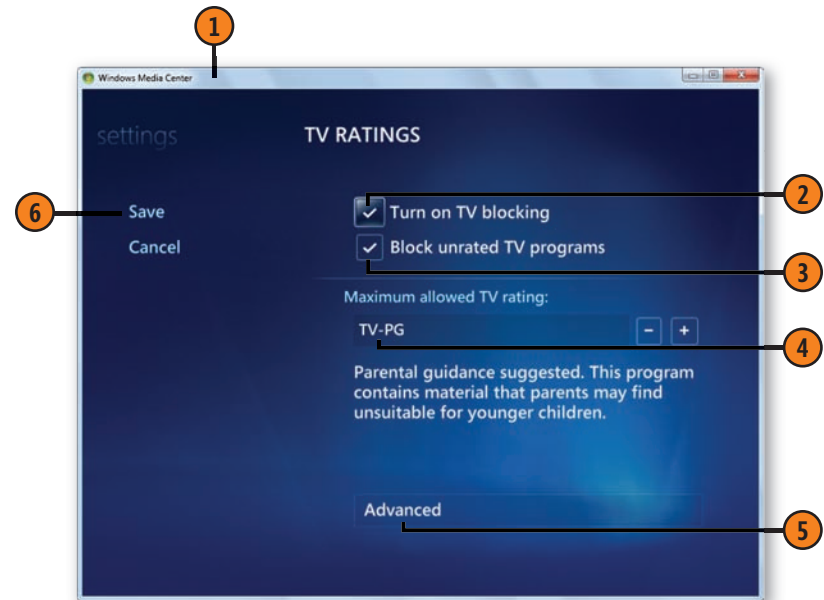 1
Windows Media Center
settings
TV RATINGS
2
6
Save
Turn on TV blocking
Cancel
Block unrated TV programs
3
Maximum allowed TV rating:
TV-PG
- +
4
Parental guidance suggested. This program
contains material that parents may find
unsuitable for younger children.
Advanced
5